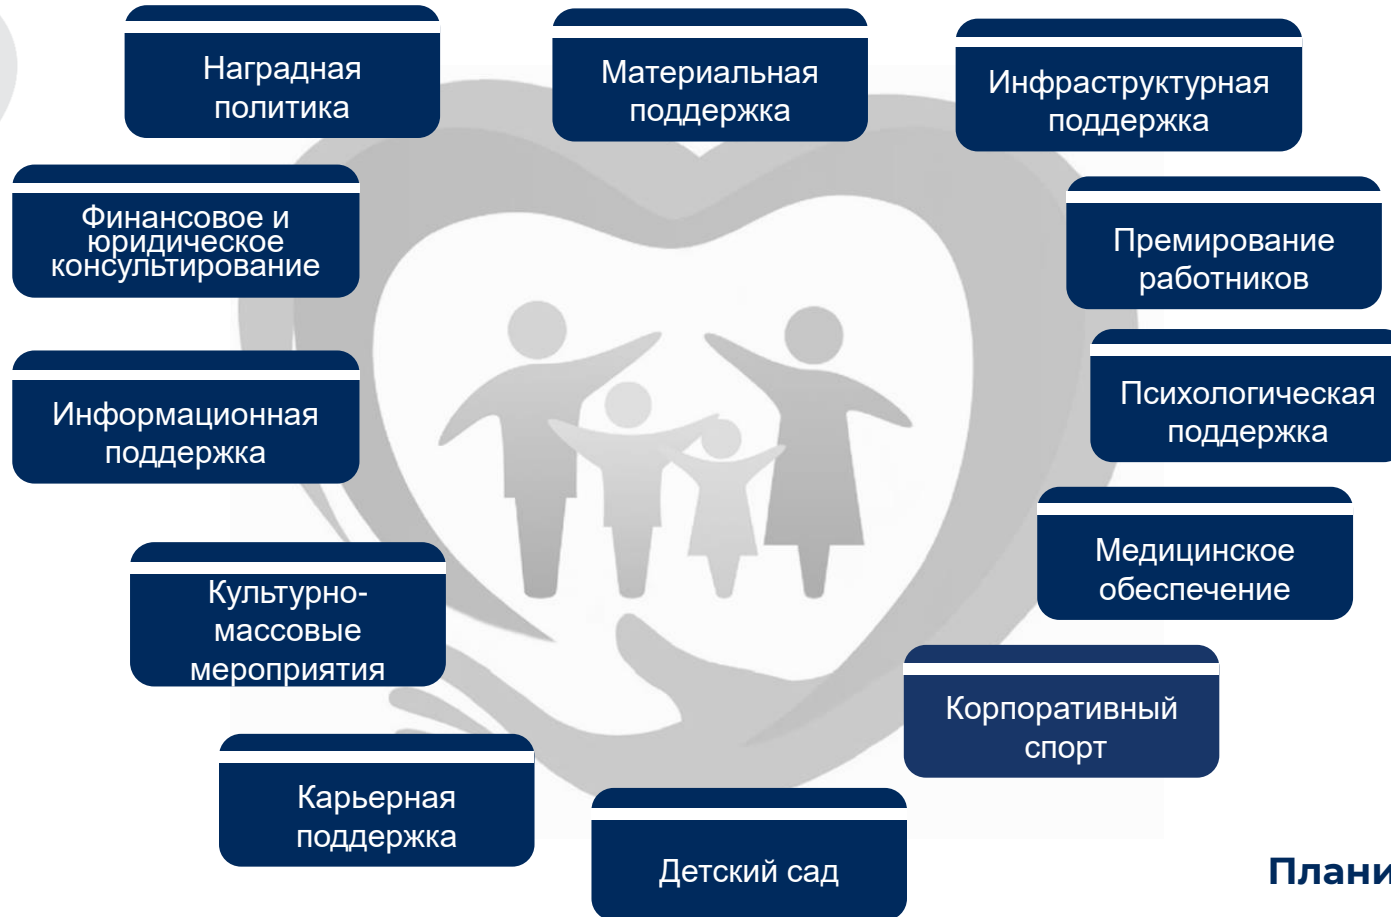 Наградная
политика
Материальная
поддержка
Инфраструктурная
поддержка
Финансовое и
юридическое
консультирование
Премирование
работников
Информационная
поддержка
Психологическая
поддержка
Медицинское
обеспечение
Культурно-
массовые
мероприятия
Корпоративный
спорт
Карьерная
поддержка
Детский сад
Плани